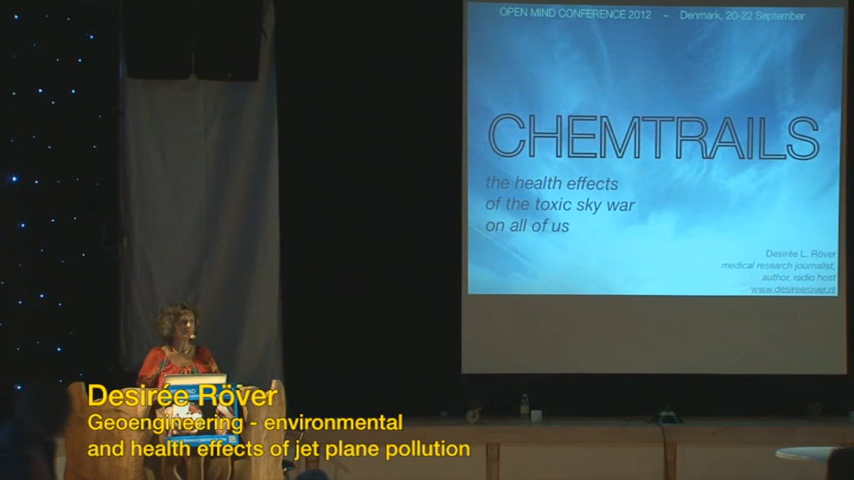 OPEN MIND CONFERENCE 2012 ~ Denmark, 20-22 September
CHEMTRAILS
the health effects
of the toxic sky war
on all of us
Desirée L. Röver
medical research journalist,
author, radio host
www.desireerover.nl
Desirée Röver
Geoengineering - environmental
and health effects of jet plane pollution